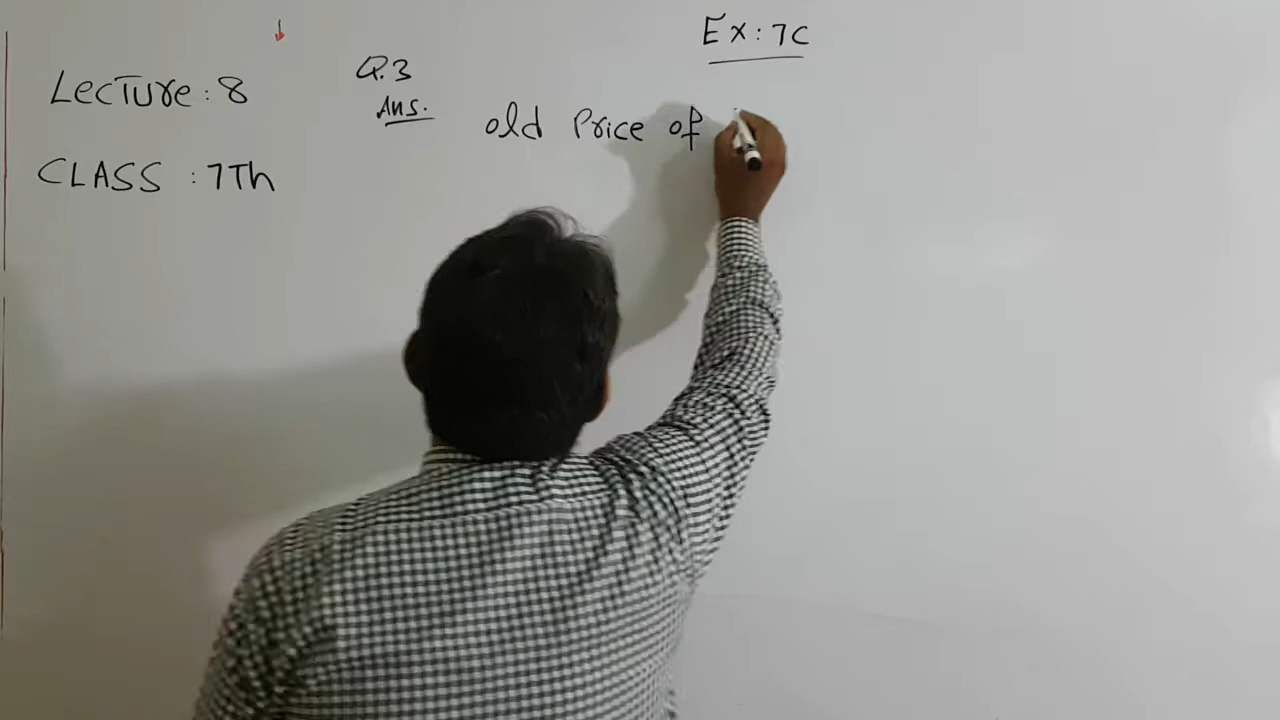 Ex: 7C
Lecture: 8
Q.3
Ans.
old Price of
CLASS : 7Th